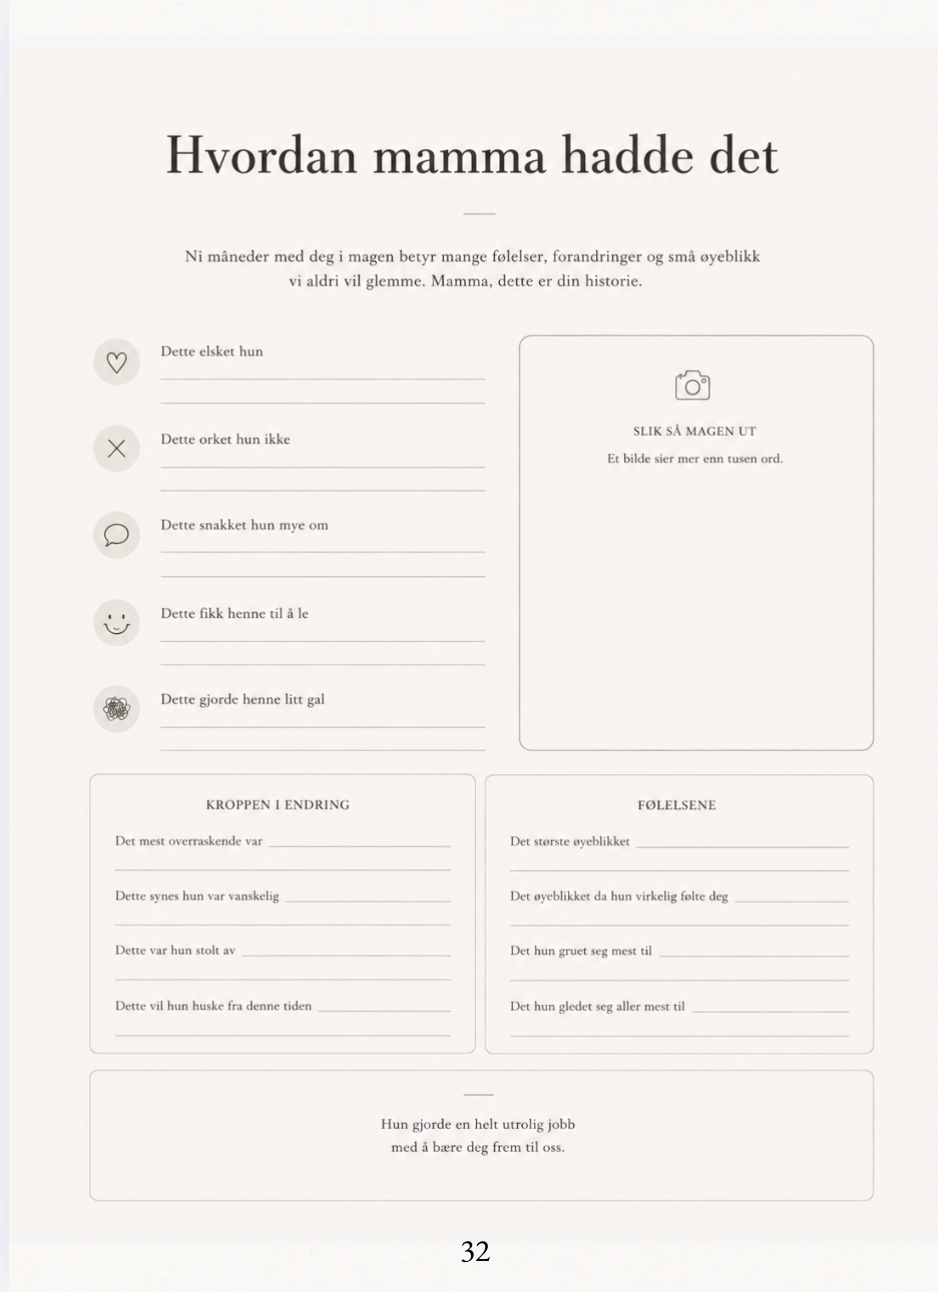 Hvordan mamma hadde det
Ni måneder med deg i magen betyr mange følelser, forandringer og små øyeblikk
vi aldri vil glemme. Mamma, dette er din historie.
Dette elsket hun
Dette orket hun ikke
Dette snakket hun mye om
Dette fikk henne til å le
Dette gjorde henne litt gal
SLIK SÅ MAGEN UT
Et bilde sier mer enn tusen ord.
KROPPEN I ENDRING
Det mest overraskende var
Dette synes hun var vanskelig
Dette var hun stolt av
Dette vil hun huske fra denne tiden
FØLELSENE
Det største øyeblikket
Det øyeblikket da hun virkelig følte deg
Det hun gruet seg mest til
Det hun gledet seg aller mest til
Hun gjorde en helt utrolig jobb
med å bære deg frem til oss.
32